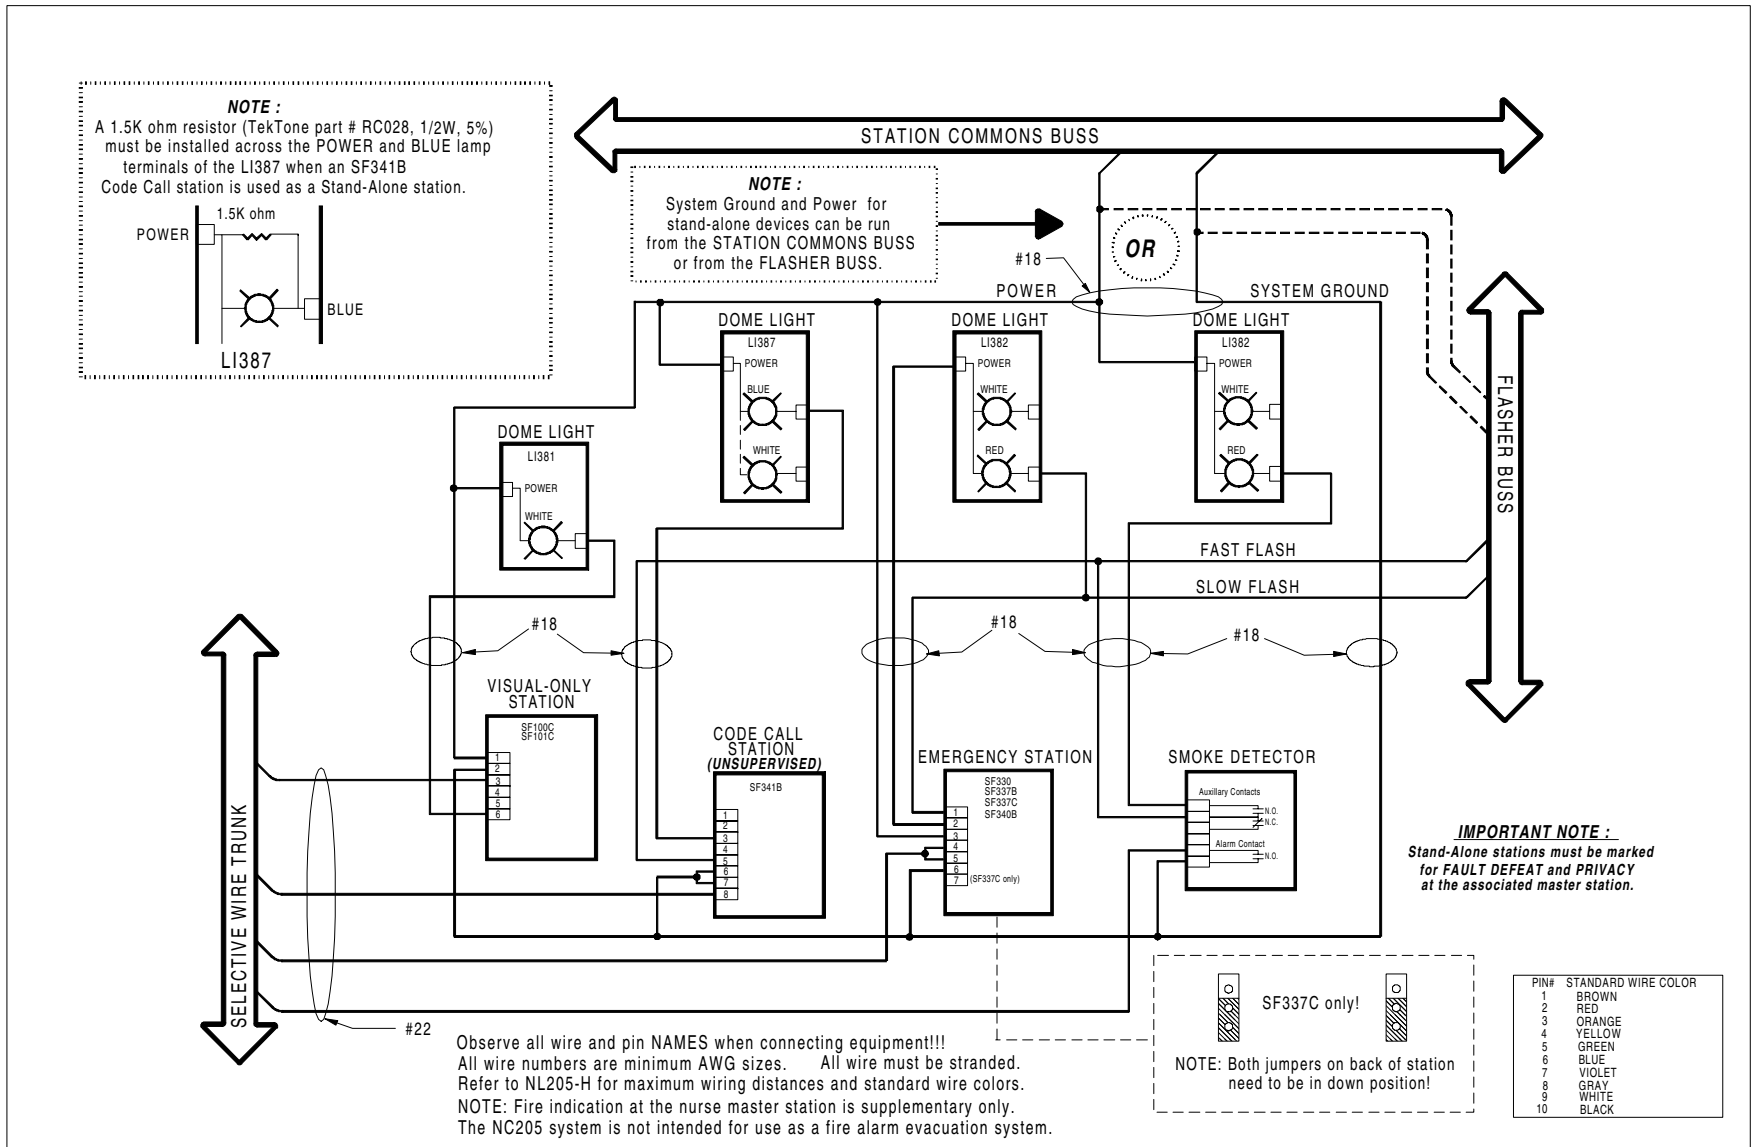 NOTE :
A 1.5K ohm resistor (TekTone part # RC028, 1/2W, 5%)
must be installed across the POWER and BLUE lamp
terminals of the LI387 when an SF341B
Code Call station is used as a Stand-Alone station.
1.5K ohm
POWER
BLUE
LI387
STATION COMMONS BUSS
NOTE :
System Ground and Power for
stand-alone devices can be run
from the STATION COMMONS BUSS
or from the FLASHER BUSS.
OR
#18
POWER
SYSTEM GROUND
DOME LIGHT
LI387
POWER
BLUE
WHITE
DOME LIGHT
LI382
POWER
WHITE
RED
DOME LIGHT
LI382
POWER
WHITE
RED
FLASHER BUSS
DOME LIGHT
LI381
POWER
WHITE
FAST FLASH
SLOW FLASH
#18
#18
#18
SELECTIVE WIRE TRUNK
VISUAL-ONLY
STATION
SF100C
SF101C
1
2
3
4
5
6
CODE CALL
STATION
(UNSUPERVISED)
SF341B
1
2
3
4
5
6
7
8
EMERGENCY STATION
SF330
SF337B
SF337C
SF340B
1
2
3
4
5
6
7 (SF337C only)
SMOKE DETECTOR
Auxillary Contacts
N.O.
N.C.
Alarm Contact
N.O.
IMPORTANT NOTE :
Stand-Alone stations must be marked
for FAULT DEFEAT and PRIVACY
at the associated master station.
#22
SF337C only!
NOTE: Both jumpers on back of station
need to be in down position!
Observe all wire and pin NAMES when connecting equipment!!!
All wire numbers are minimum AWG sizes. All wire must be stranded.
Refer to NL205-H for maximum wiring distances and standard wire colors.
NOTE: Fire indication at the nurse master station is supplementary only.
The NC205 system is not intended for use as a fire alarm evacuation system.
PIN# STANDARD WIRE COLOR
1 BROWN
2 RED
3 ORANGE
4 YELLOW
5 GREEN
6 BLUE
7 VIOLET
8 GRAY
9 WHITE
10 BLACK